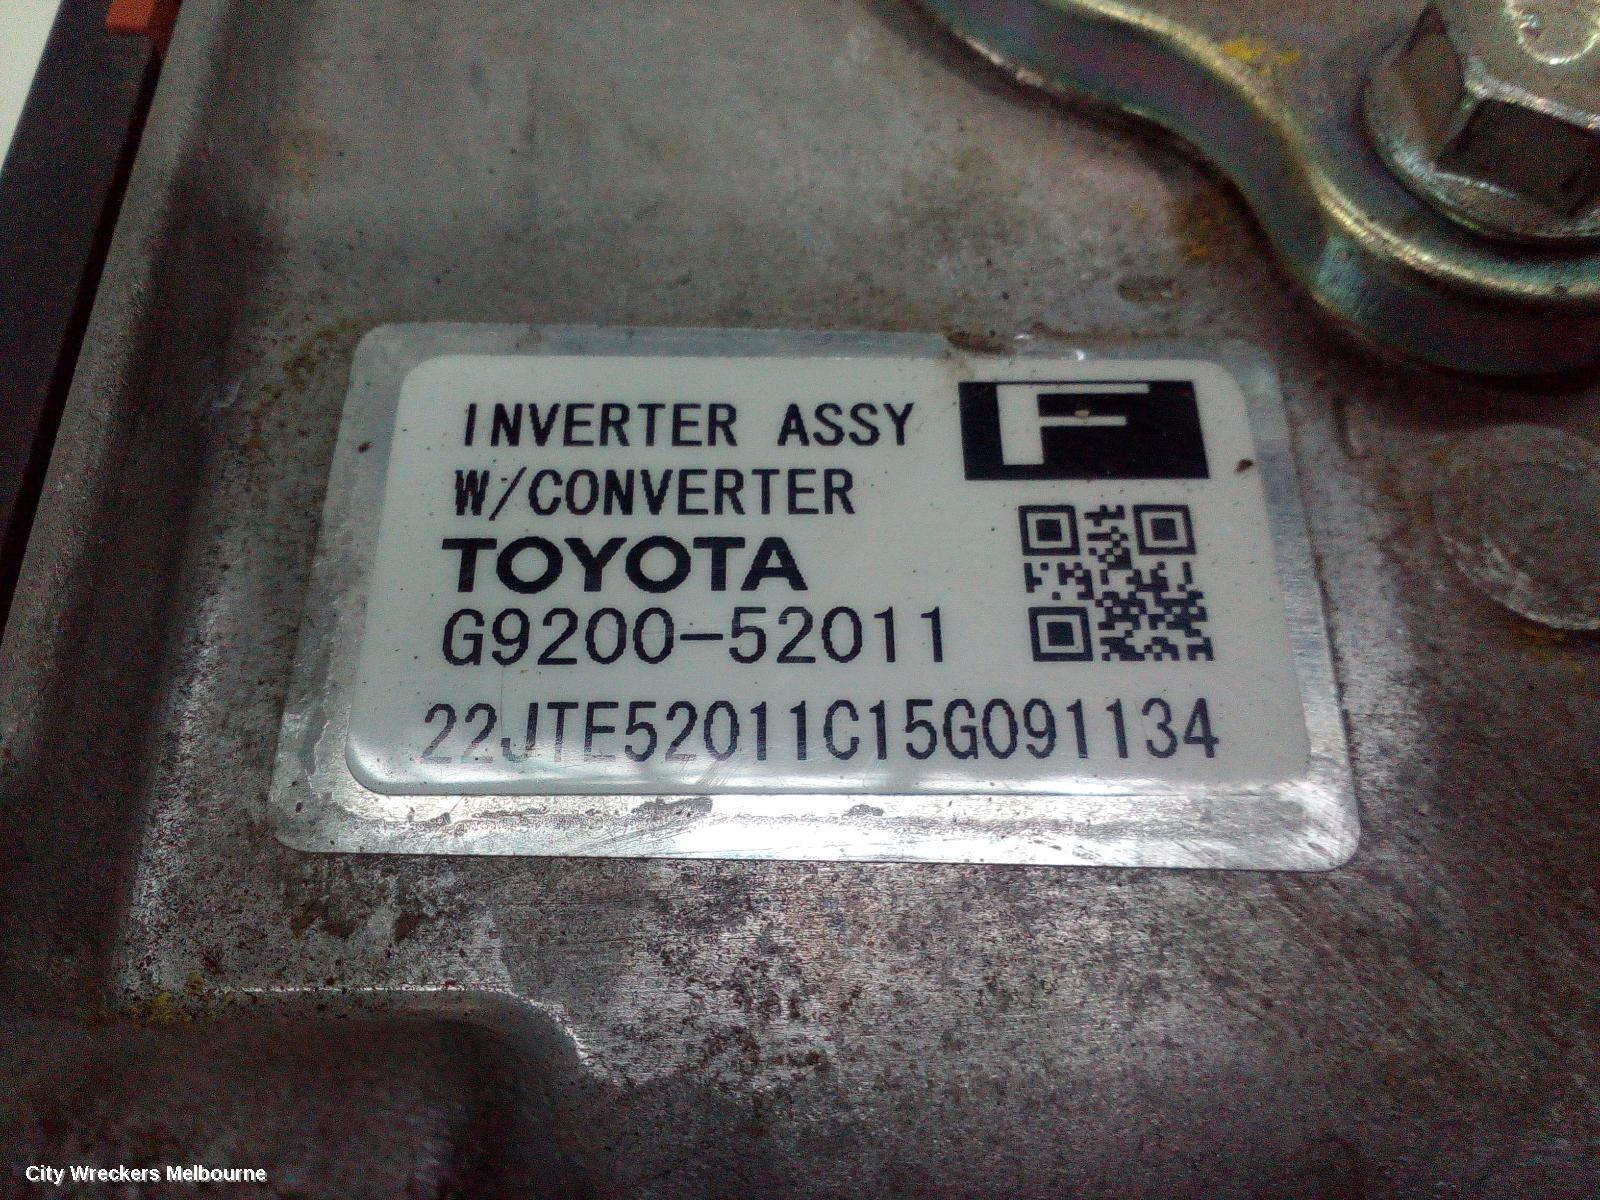 INVERTER ASSY
F
W/CONVERTER
TOYOTA
G9200-52011
22JTE52011C15G091134
City Wreckers Melbourne